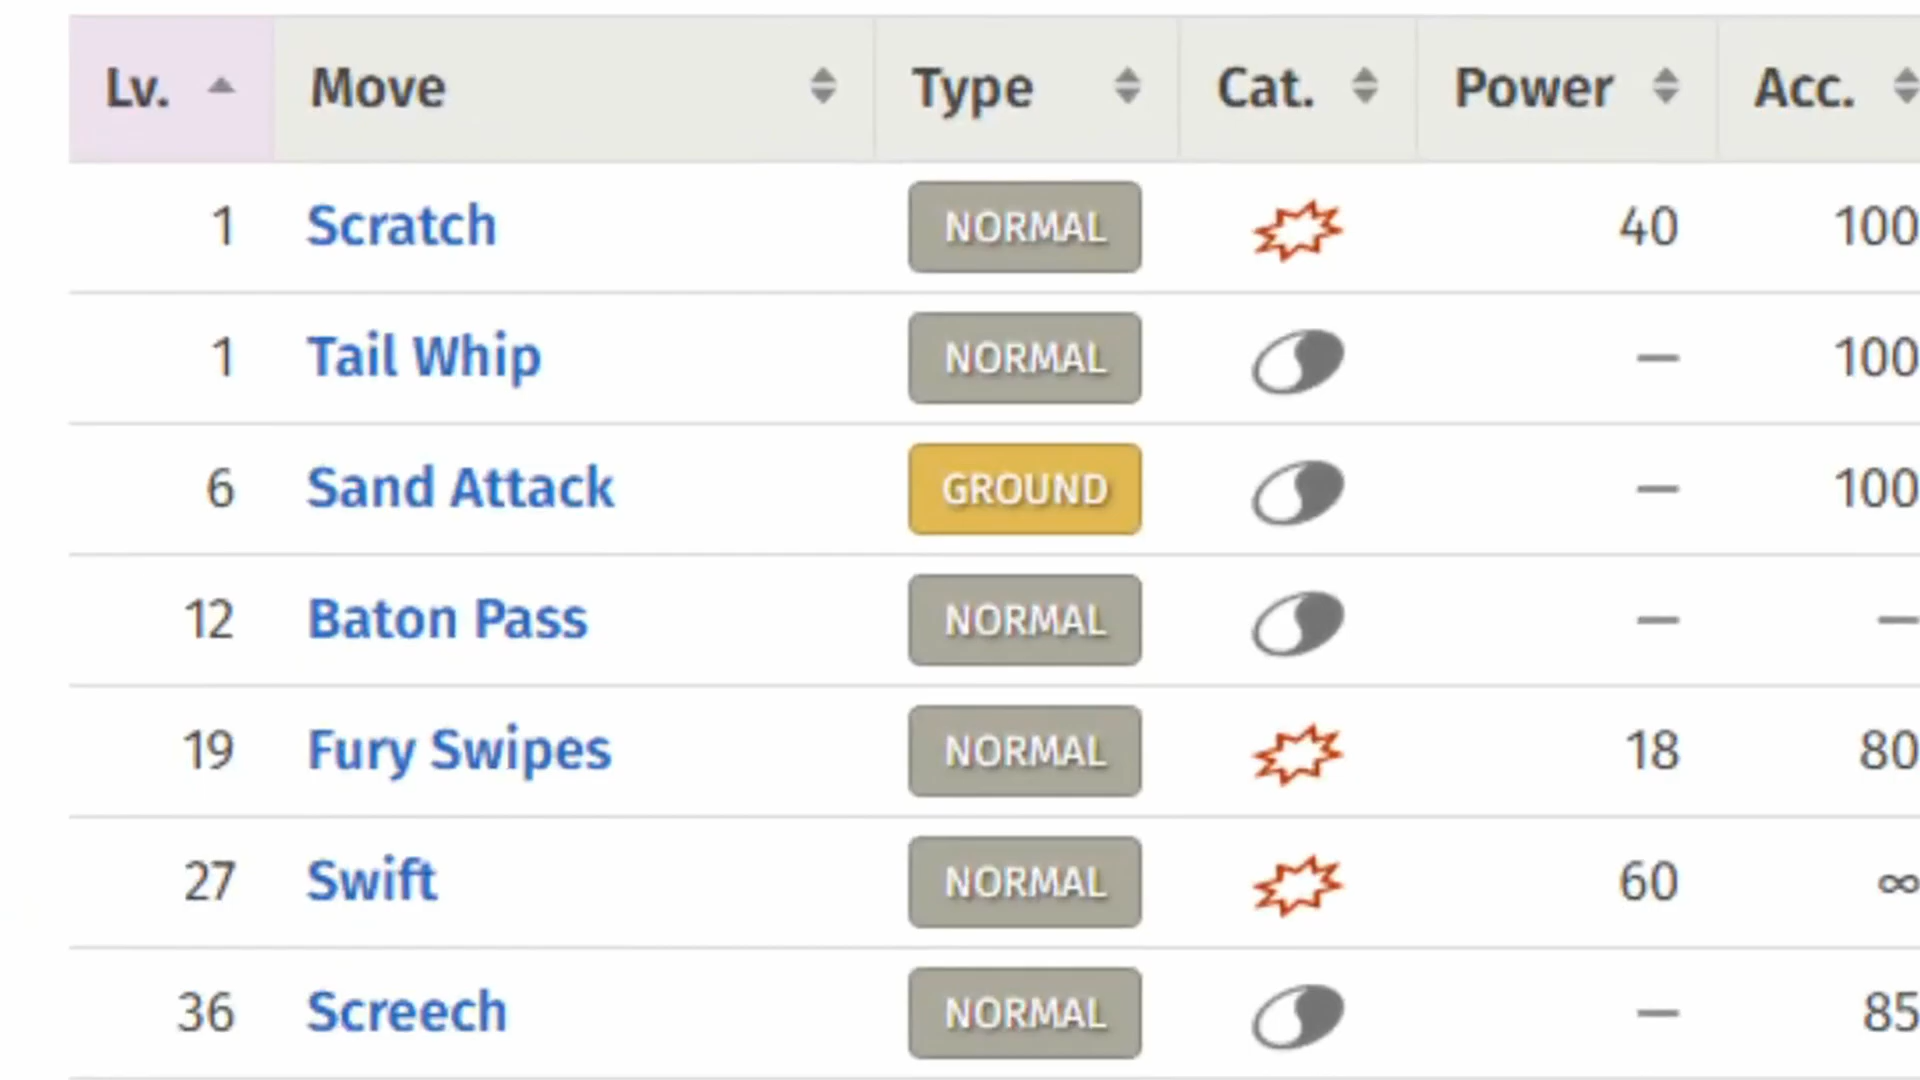 Lv. Move Type Cat. Power Acc.
1 Scratch NORMAL 40 100
1 Tail Whip NORMAL — 100
6 Sand Attack GROUND — 100
12 Baton Pass NORMAL — —
19 Fury Swipes NORMAL 18 80
27 Swift NORMAL 60 ∞
36 Screech NORMAL — 85